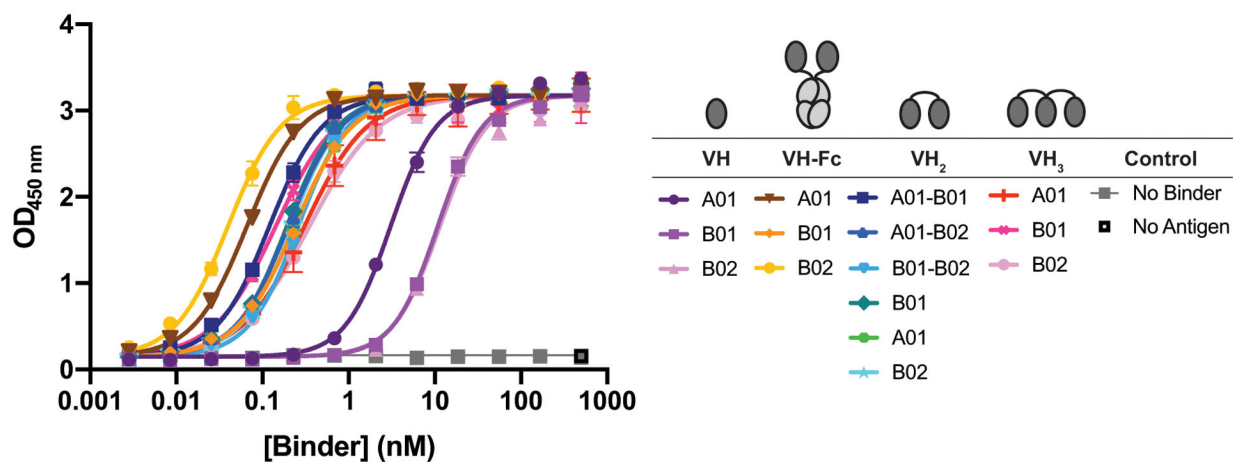 4
3
2
1
0
OD450 nm
0.001 0.01 0.1 1 10 100 1000
[Binder] (nM)
VH VH-Fc VH2 VH3 Control
A01 A01 A01-B01 A01 No Binder
B01 B01 A01-B02 B01 No Antigen
B02 B02 B01-B02 B02
B01
A01
B02